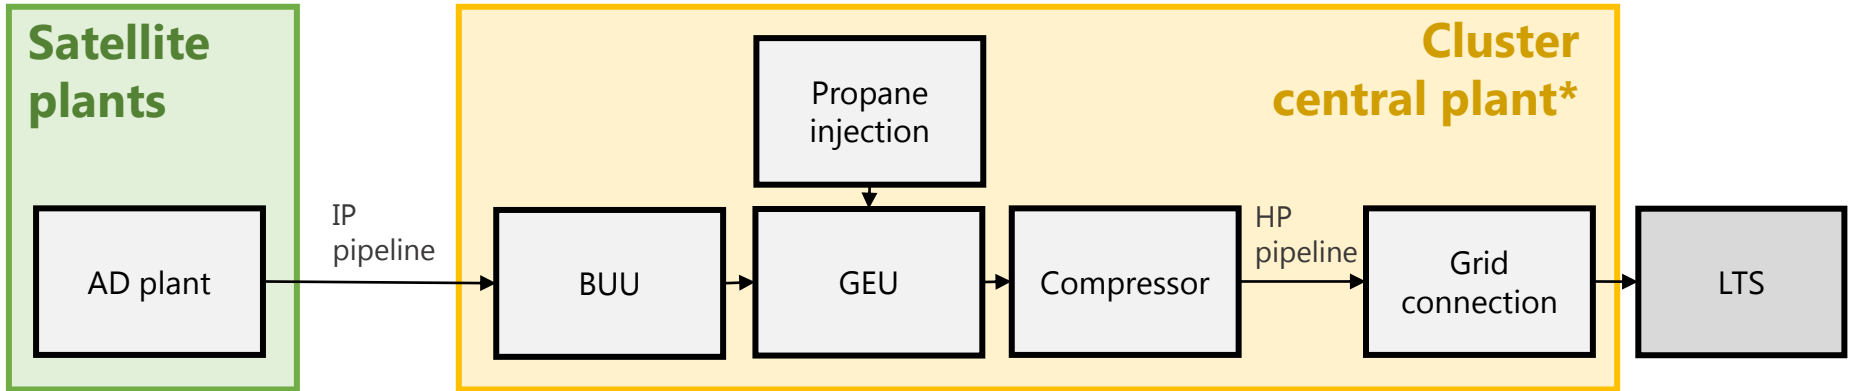 Satellite
plants
Cluster
central plant*
Propane
injection
AD plant
IP
pipeline
BUU
GEU
Compressor
HP
pipeline
Grid
connection
LTS